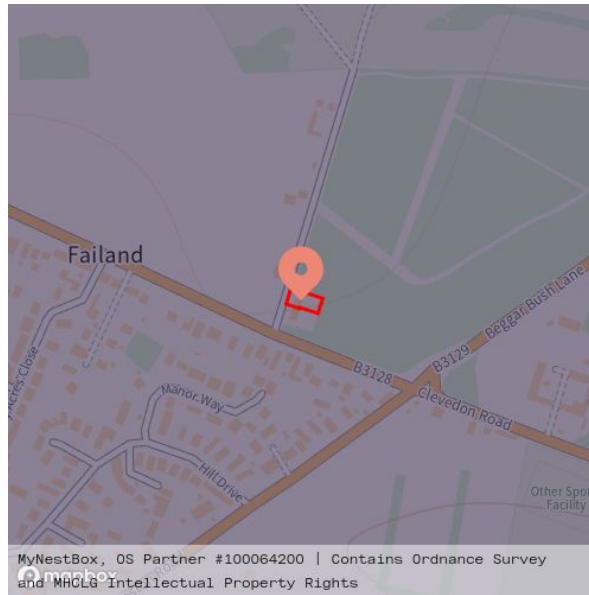 Failand
B3129
Beggar Bush Lane
B3128
Clevedon Road
Acres Close
Manor Way
Hill Drive
Other Spo
Facility
MyNestBox, OS Partner #100064200 | Contains Ordnance Survey
and MHCLG Intellectual Property Rights
mapbox